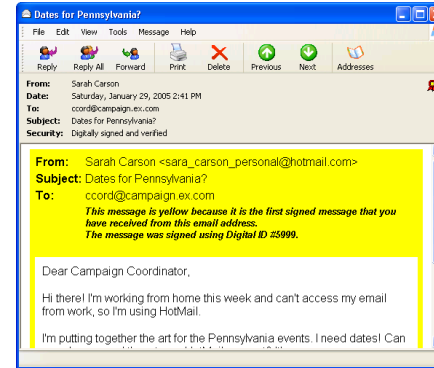 Dates for Pennsylvania?
File Edit View Tools Message Help
Reply Reply All Forward Print Delete Previous Next Addresses
From: Sarah Carson
Date: Saturday, January 29, 2005 2:41 PM
To: ccord@campaign.ex.com
Subject: Dates for Pennsylvania?
Security: Digitally signed and verified
From: Sarah Carson <sara_carson_personal@hotmail.com>
Subject: Dates for Pennsylvania?
To: ccord@campaign.ex.com
This message is yellow because it is the first signed message that you
have received from this email address.
The message was signed using Digital ID #5999.
Dear Campaign Coordinator,
Hi there! I'm working from home this week and can't access my email
from work, so I'm using HotMail.
I'm putting together the art for the Pennsylvania events. I need dates! Can